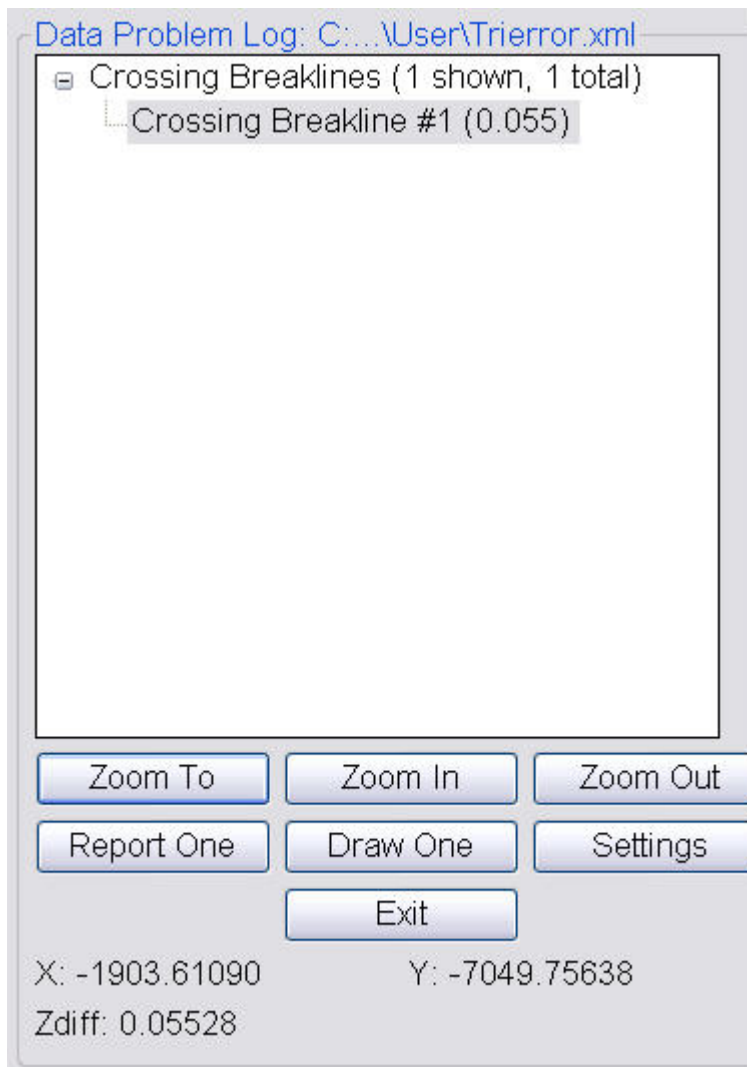 Data Problem Log: C:...\User\Trierror.xml
Crossing Breaklines (1 shown, 1 total)
Crossing Breakline #1 (0.055)
Zoom To Zoom In Zoom Out
Report One Draw One Settings
Exit
X: -1903.61090 Y: -7049.75638
Zdiff: 0.05528